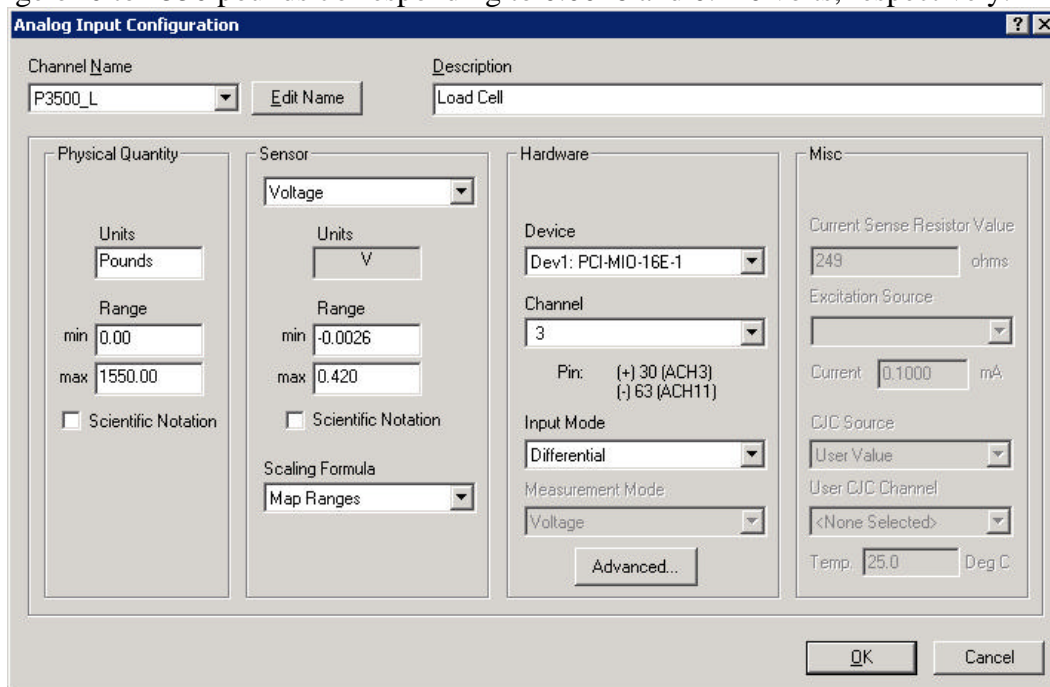 Analog Input Configuration
Channel Name
Description
P3500_L
Edit Name
Load Cell
Physical Quantity
Units
Pounds
Range
min 0.00
max 1550.00
Scientific Notation
Sensor
Voltage
Units
V
Range
min -0.0026
max 0.420
Scientific Notation
Scaling Formula
Map Ranges
Hardware
Device
Dev1: PCI-MIO-16E-1
Channel
3
Pin: (+) 30 (ACH3)
(-) 63 (ACH11)
Input Mode
Differential
Measurement Mode
Voltage
Advanced...
Misc
Current Sense Resistor Value
249 ohms
Excitation Source
Current 0.1000 mA
CJC Source
User Value
User CJC Channel
<None Selected>
Temp. 25.0 Deg C
OK
Cancel